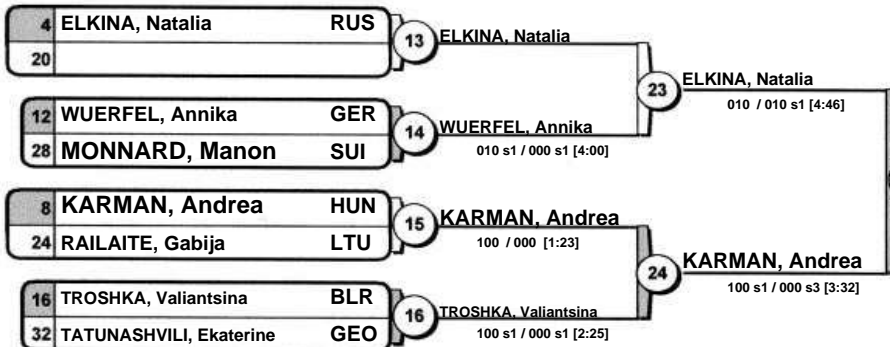 4 ELKINA, Natalia RUS
20
13 ELKINA, Natalia
12 WUERFEL, Annika GER
28 MONNARD, Manon SUI
14 WUERFEL, Annika
010 s1 / 000 s1 [4:00]
23 ELKINA, Natalia
010 / 010 s1 [4:46]
8 KARMAN, Andrea HUN
24 RAILAITE, Gabija LTU
15 KARMAN, Andrea
100 / 000 [1:23]
16 TROSHKA, Valiantsina BLR
32 TATUNASHVILI, Ekaterine GEO
16 TROSHKA, Valiantsina
100 s1 / 000 s1 [2:25]
24 KARMAN, Andrea
100 s1 / 000 s3 [3:32]